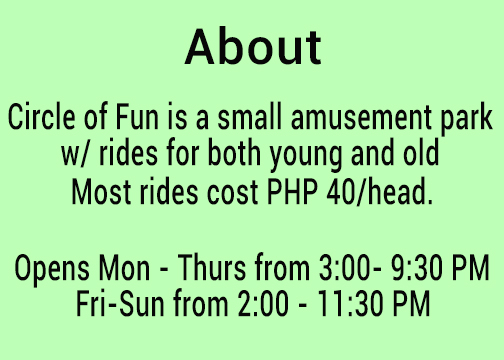 About
Circle of Fun is a small amusement park
w/ rides for both young and old
Most rides cost PHP 40/head.
Opens Mon - Thurs from 3:00- 9:30 PM
Fri-Sun from 2:00 - 11:30 PM